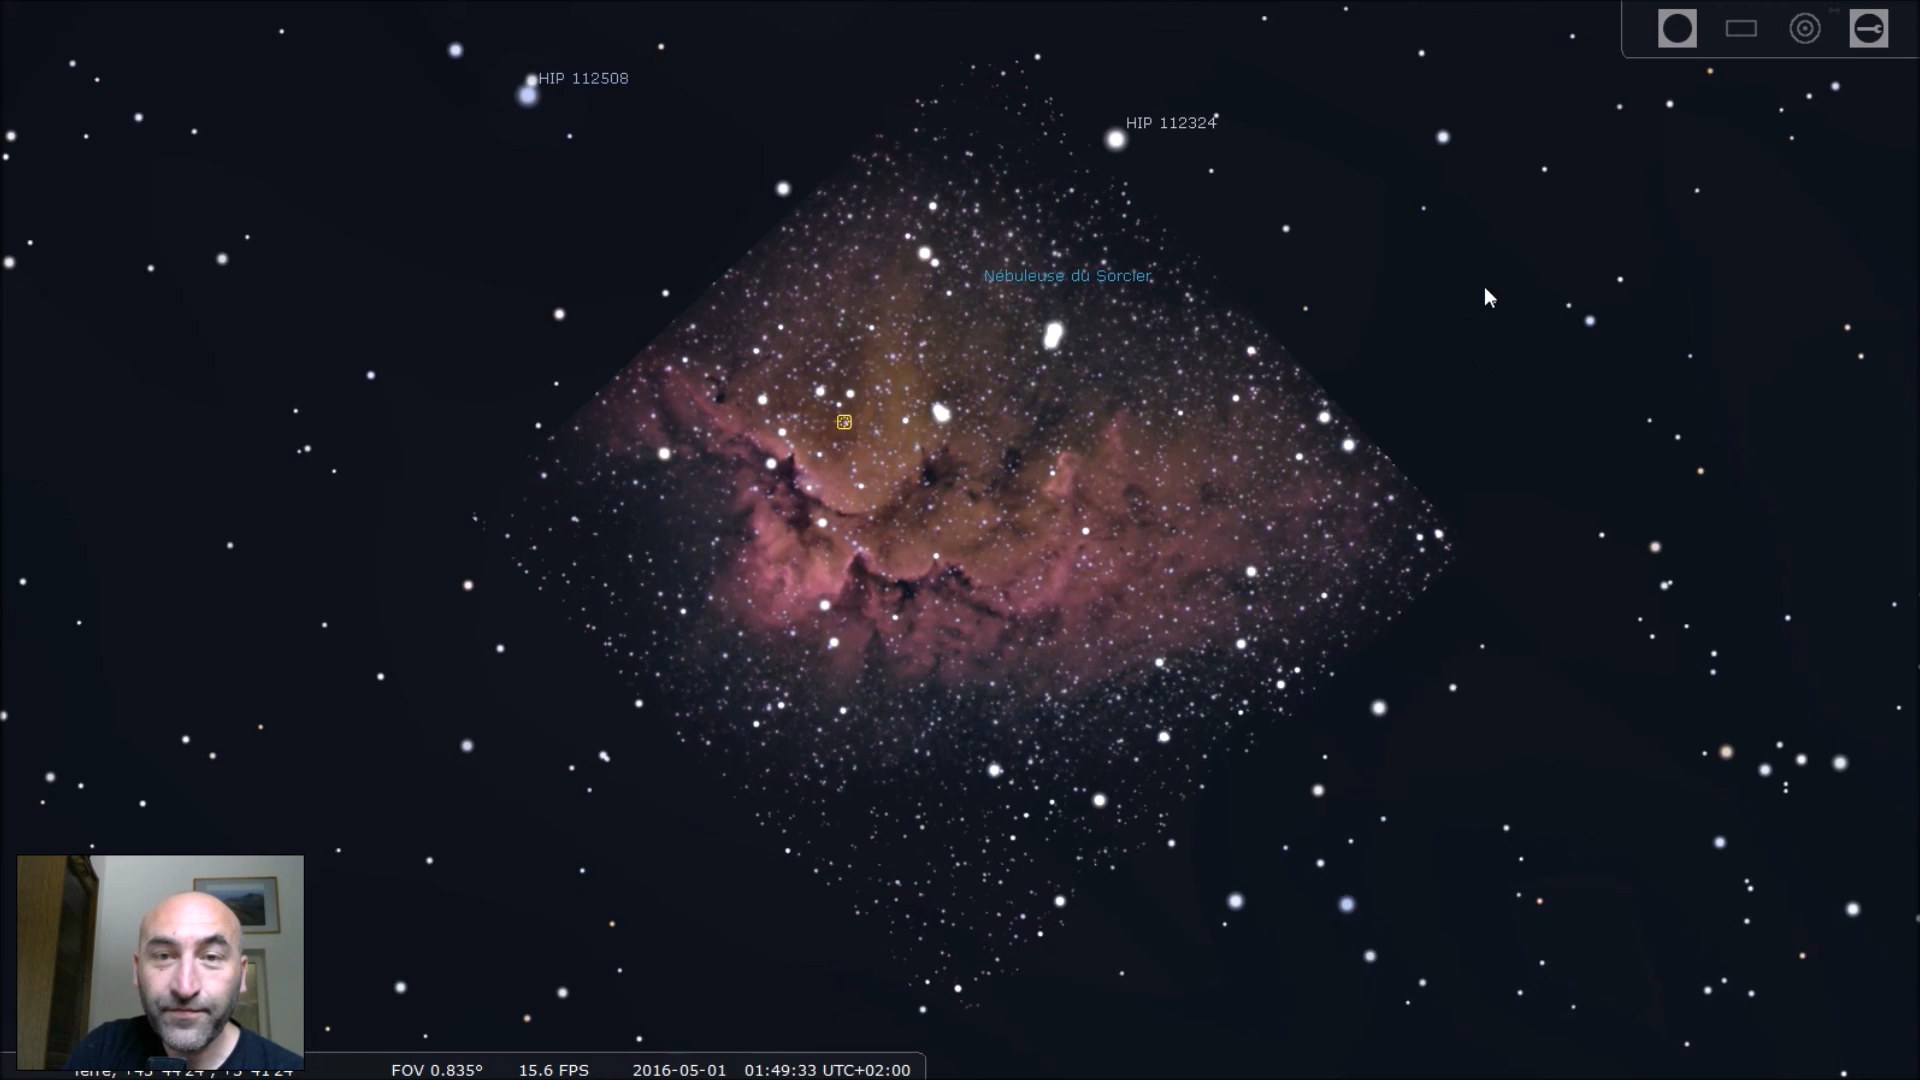 HIP 112508
HIP 112324
Nébuleuse du Sorcier
FOV 0.835° 15.6 FPS 2016-05-01 01:49:33 UTC+02:00